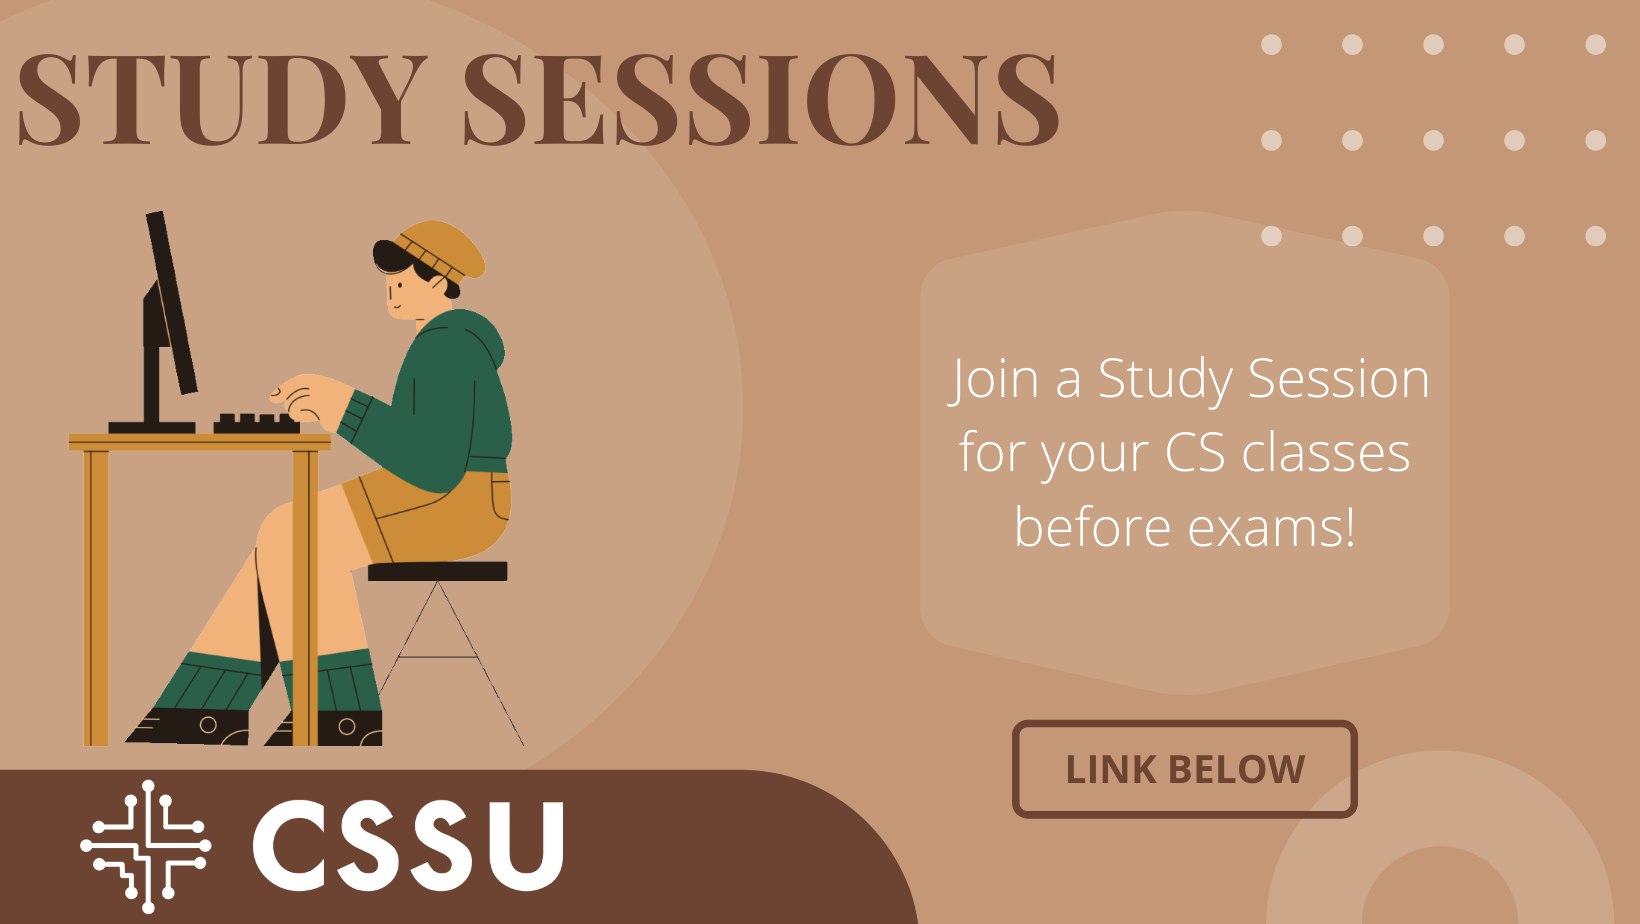 STUDY SESSIONS
Join a Study Session
for your CS classes
before exams!
LINK BELOW
CSSU